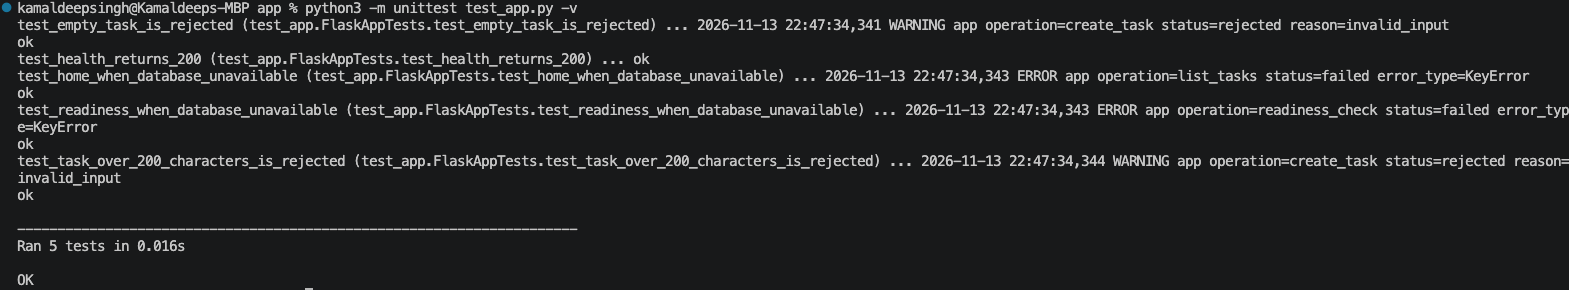 kamaldeepsingh@Kamaldeeps-MBP app % python3 -m unittest test_app.py -v
test_empty_task_is_rejected (test_app.FlaskAppTests.test_empty_task_is_rejected) ... 2026-11-13 22:47:34,341 WARNING app operation=create_task status=rejected reason=invalid_input
ok
test_health_returns_200 (test_app.FlaskAppTests.test_health_returns_200) ... ok
test_home_when_database_unavailable (test_app.FlaskAppTests.test_home_when_database_unavailable) ... 2026-11-13 22:47:34,343 ERROR app operation=list_tasks status=failed error_type=KeyError
ok
test_readiness_when_database_unavailable (test_app.FlaskAppTests.test_readiness_when_database_unavailable) ... 2026-11-13 22:47:34,343 ERROR app operation=readiness_check status=failed error_typ
e=KeyError
ok
test_task_over_200_characters_is_rejected (test_app.FlaskAppTests.test_task_over_200_characters_is_rejected) ... 2026-11-13 22:47:34,344 WARNING app operation=create_task status=rejected reason=
invalid_input
ok
----------------------------------------------------------------------
Ran 5 tests in 0.016s
OK